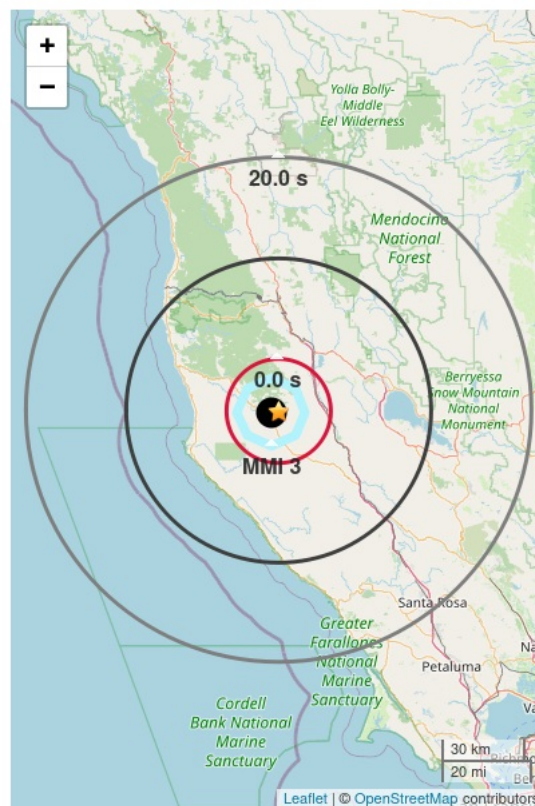 +
−
Yolla Bolly-
Middle
Eel Wilderness
20.0 s
Mendocino
National
Forest
0.0 s
Berryessa
Snow Mountain
National
Monument
MMI 3
Santa Rosa
Greater
Farallones
National
Marine
Sanctuary
Petaluma
Cordell
Bank National
Marine
Sanctuary
30 km
20 mi
Leaflet | © OpenStreetMap contributors